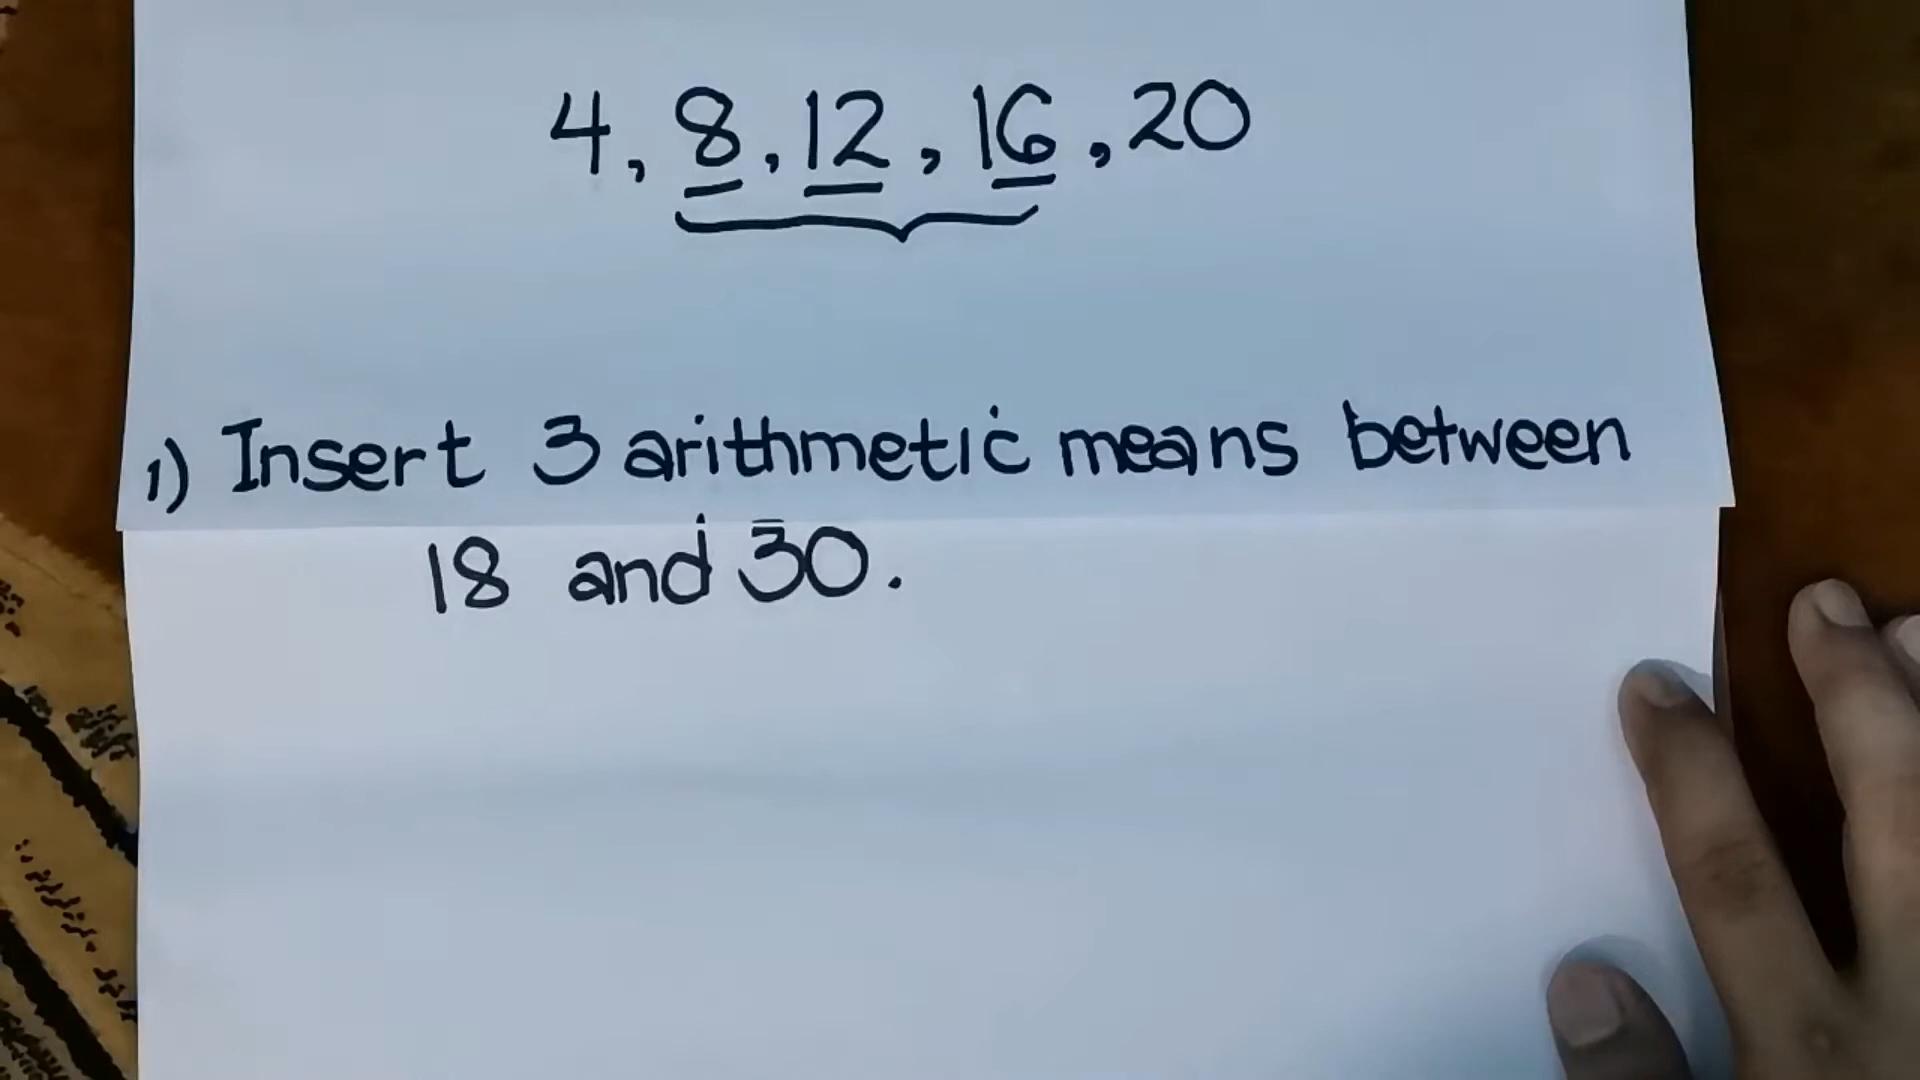 4, 8, 12, 16, 20
1) Insert 3 arithmetic means between
18 and 30.